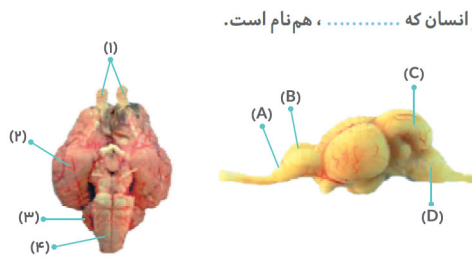 انسان که ............ ، هم‌نام است.
(۱)
(۲)
(۳)
(۴)
(A)
(B)
(C)
(D)